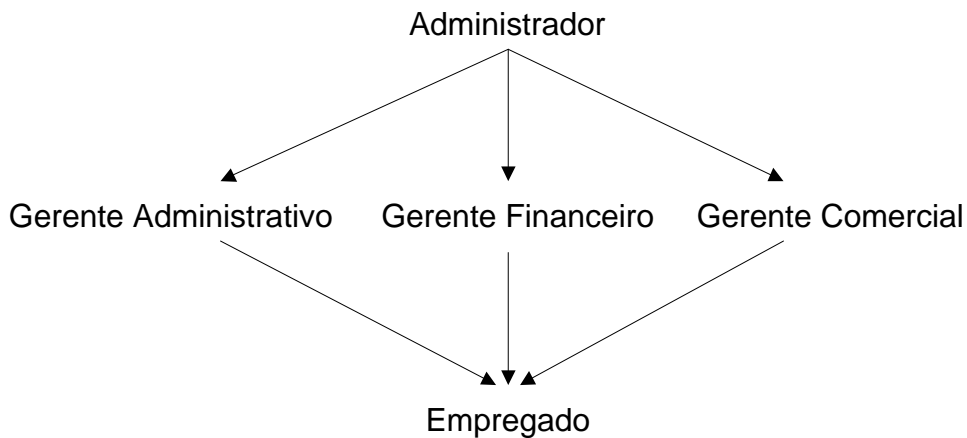 Administrador
Gerente Administrativo Gerente Financeiro Gerente Comercial
Empregado